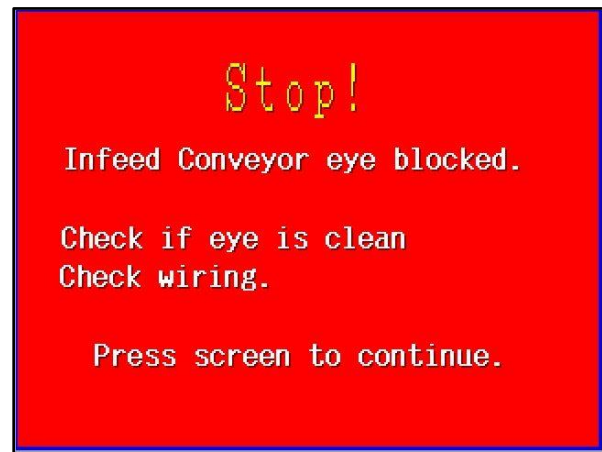 Stop!
Infeed Conveyor eye blocked.
Check if eye is clean
Check wiring.
Press screen to continue.